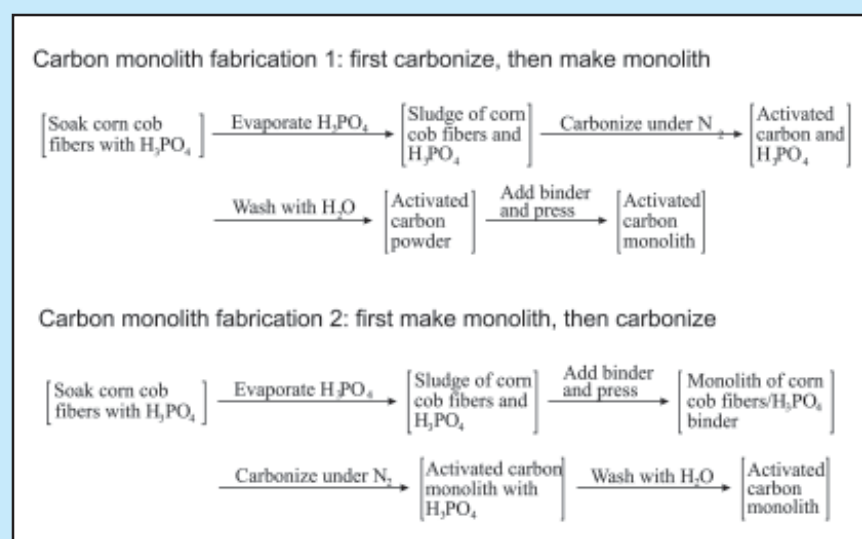 Carbon monolith fabrication 1: first carbonize, then make monolith
[Soak corn cob
fibers with H₃PO₄]
Evaporate H₃PO₄
[Sludge of corn
cob fibers and
H₃PO₄]
Carbonize under N₂
[Activated
carbon and
H₃PO₄]
Wash with H₂O
[Activated
carbon
powder]
Add binder
and press
[Activated
carbon
monolith]
Carbon monolith fabrication 2: first make monolith, then carbonize
[Soak corn cob
fibers with H₃PO₄]
Evaporate H₃PO₄
[Sludge of corn
cob fibers and
H₃PO₄]
Add binder
and press
[Monolith of corn
cob fibers/H₃PO₄
binder]
Carbonize under N₂
[Activated carbon
monolith with
H₃PO₄]
Wash with H₂O
[Activated
carbon
monolith]